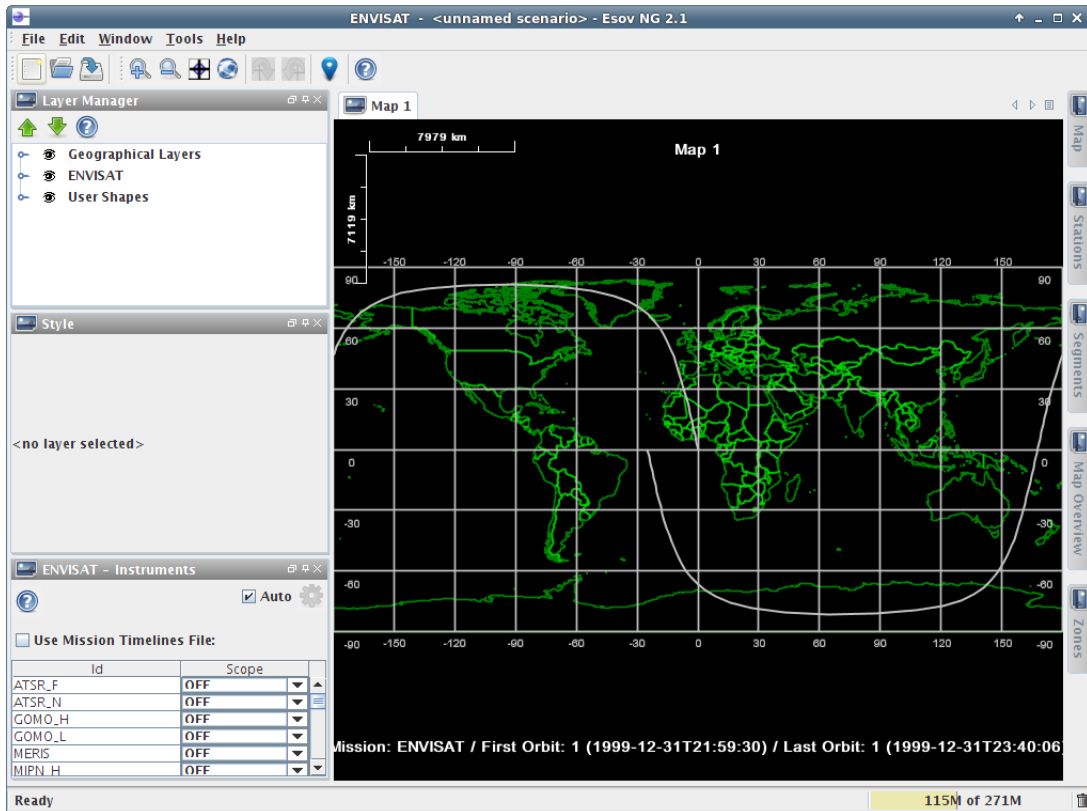 ENVISAT - <unnamed scenario> - Esov NG 2.1
File Edit Window Tools Help
Layer Manager
Geographical Layers
ENVISAT
User Shapes
Style
<no layer selected>
ENVISAT - Instruments
Auto
Use Mission Timelines File:
Id Scope
ATSR_F OFF
ATSR_N OFF
GOMO_H OFF
GOMO_L OFF
MERIS OFF
MIPN_H OFF
Map 1
7979 km
Map 1
7119 km
-150 -120 -90 -60 -30 0 30 60 90 120 150
90 90
60 60
30 30
0 0
-30 -30
-60 -60
-90 -150 -120 -90 -60 -30 0 30 60 90 120 150 -90
Mission: ENVISAT / First Orbit: 1 (1999-12-31T21:59:30) / Last Orbit: 1 (1999-12-31T23:40:06)
Map
Stations
Segments
Map Overview
Zones
Ready
115M of 271M